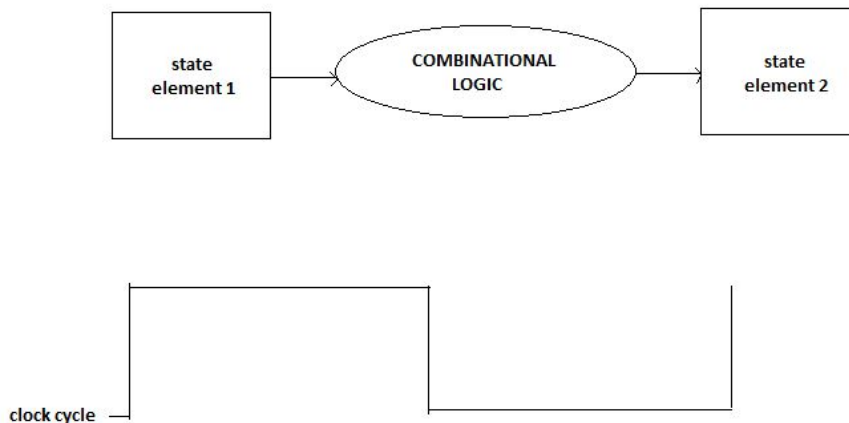 state
element 1
COMBINATIONAL
LOGIC
state
element 2
clock cycle